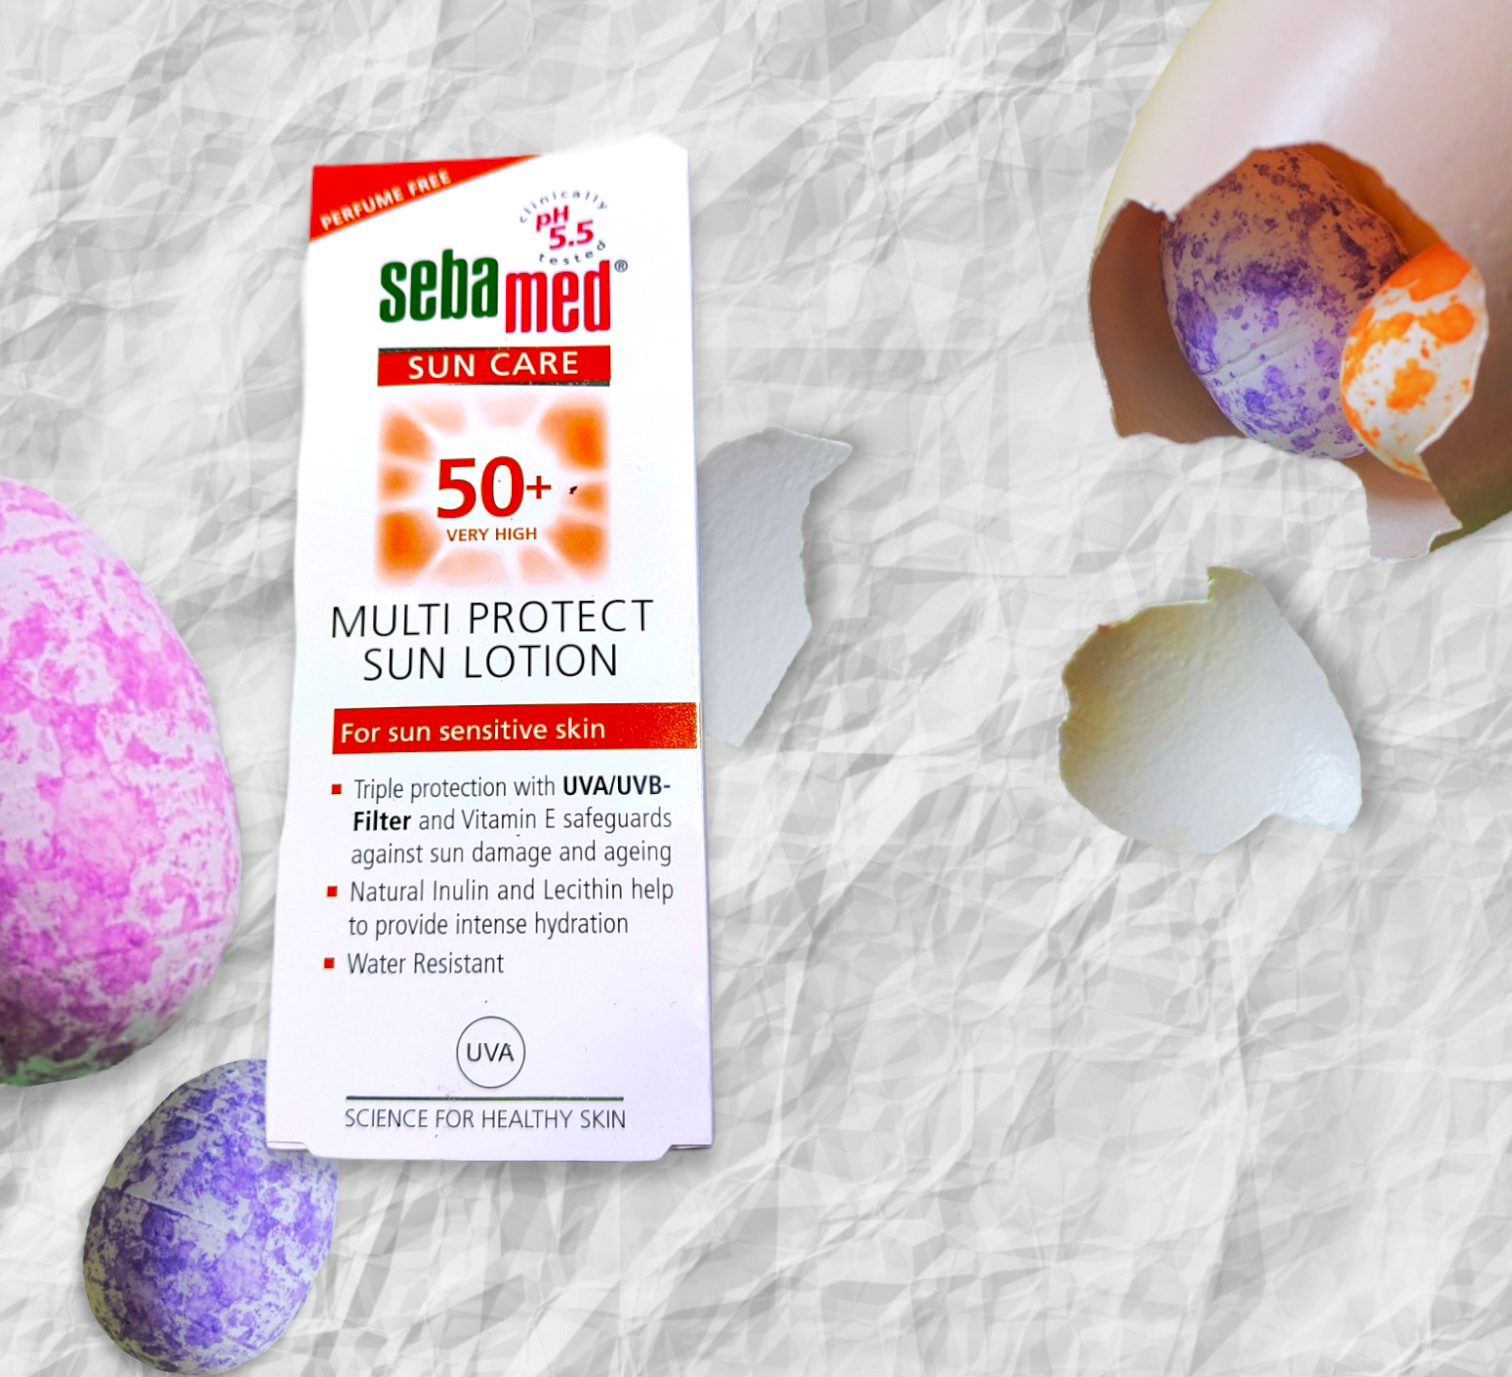 PERFUME FREE
clinically
pH
5.5
tested
sebamed®
SUN CARE
50+
VERY HIGH
MULTI PROTECT
SUN LOTION
For sun sensitive skin
▪ Triple protection with UVA/UVB-
Filter and Vitamin E safeguards
against sun damage and ageing
▪ Natural Inulin and Lecithin help
to provide intense hydration
▪ Water Resistant
UVA
SCIENCE FOR HEALTHY SKIN